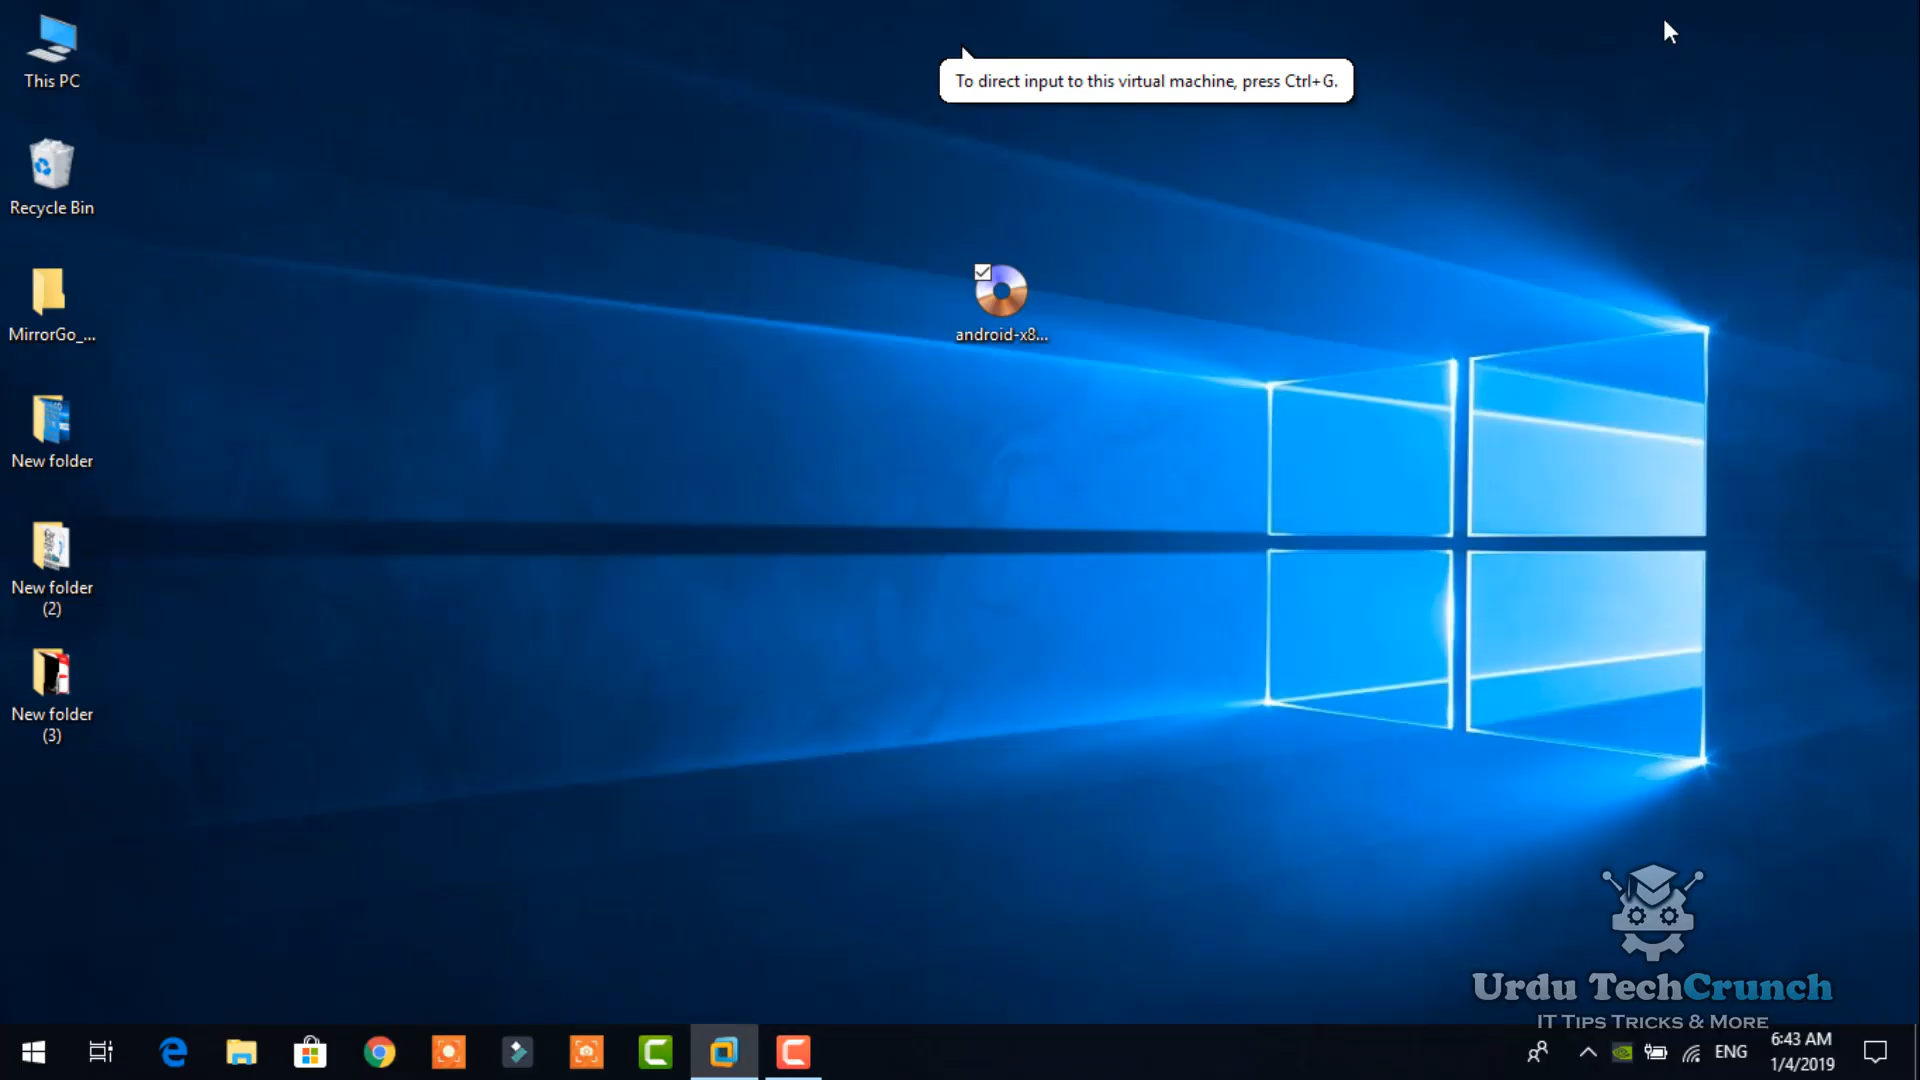 This PC
To direct input to this virtual machine, press Ctrl+G.
Recycle Bin
MirrorGo_...
android-x8...
New folder
New folder
(2)
New folder
(3)
Urdu TechCrunch
IT Tips Tricks & More
ENG
6:43 AM
1/4/2019